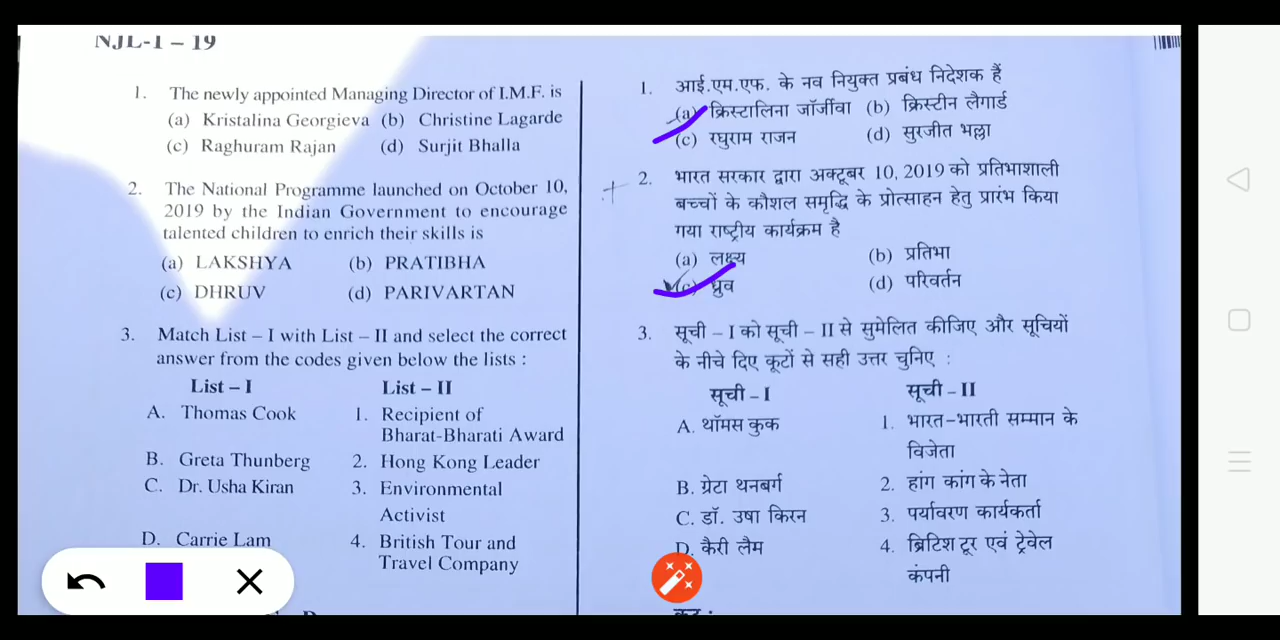 NJL-1 – 19
1. The newly appointed Managing Director of I.M.F. is
(a) Kristalina Georgieva (b) Christine Lagarde
(c) Raghuram Rajan (d) Surjit Bhalla
2. The National Programme launched on October 10,
2019 by the Indian Government to encourage
talented children to enrich their skills is
(a) LAKSHYA (b) PRATIBHA
(c) DHRUV (d) PARIVARTAN
3. Match List – I with List – II and select the correct
answer from the codes given below the lists :
List – I List – II
A. Thomas Cook 1. Recipient of
Bharat-Bharati Award
B. Greta Thunberg 2. Hong Kong Leader
C. Dr. Usha Kiran 3. Environmental
Activist
D. Carrie Lam 4. British Tour and
Travel Company
1. आई.एम.एफ. के नव नियुक्त प्रबंध निदेशक हैं
(a) क्रिस्टालिना जॉर्जीवा (b) क्रिस्टीन लैगार्ड
(c) रघुराम राजन (d) सुरजीत भल्ला
2. भारत सरकार द्वारा अक्टूबर 10, 2019 को प्रतिभाशाली
बच्चों के कौशल समृद्धि के प्रोत्साहन हेतु प्रारंभ किया
गया राष्ट्रीय कार्यक्रम है
(a) लक्ष्य (b) प्रतिभा
(c) ध्रुव (d) परिवर्तन
3. सूची – I को सूची – II से सुमेलित कीजिए और सूचियों
के नीचे दिए कूटों से सही उत्तर चुनिए :
सूची – I सूची – II
A. थॉमस कुक 1. भारत-भारती सम्मान के
विजेता
B. ग्रेटा थनबर्ग 2. हांग कांग के नेता
C. डॉ. उषा किरन 3. पर्यावरण कार्यकर्ता
D. कैरी लैम 4. ब्रिटिश टूर एवं ट्रेवेल
कंपनी